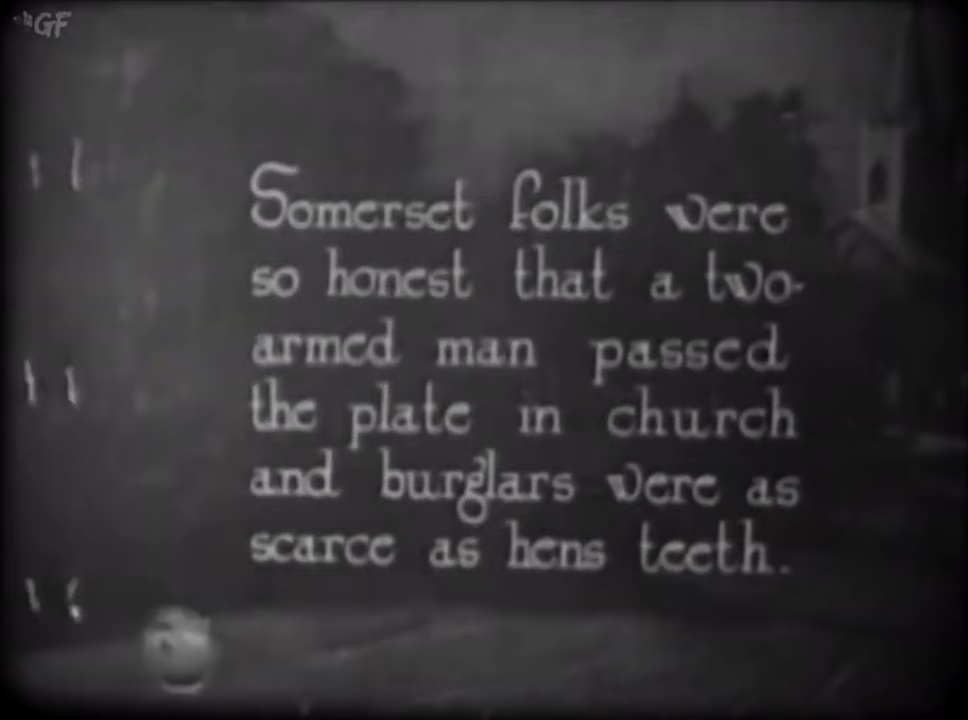 GF
Somerset folks were
so honest that a two-
armed man passed
the plate in church
and burglars were as
scarce as hens teeth.